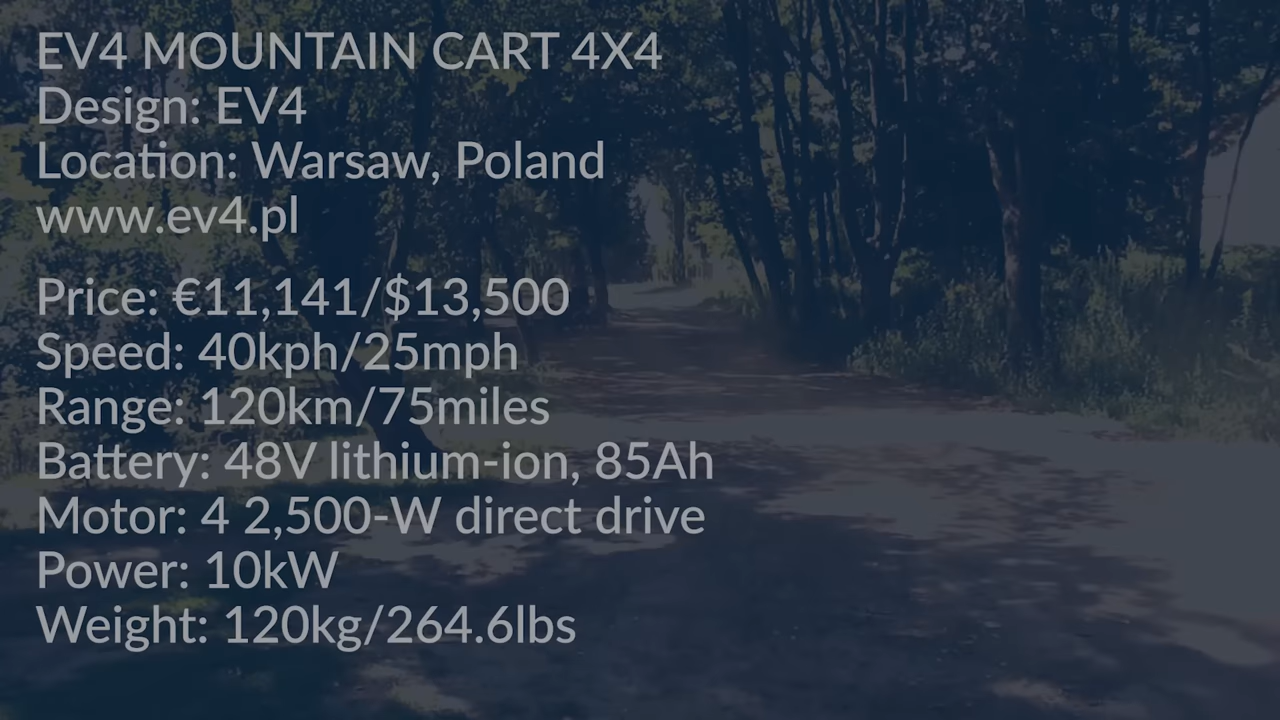 EV4 MOUNTAIN CART 4X4
Design: EV4
Location: Warsaw, Poland
www.ev4.pl
Price: €11,141/$13,500
Speed: 40kph/25mph
Range: 120km/75miles
Battery: 48V lithium-ion, 85Ah
Motor: 4 2,500-W direct drive
Power: 10kW
Weight: 120kg/264.6lbs